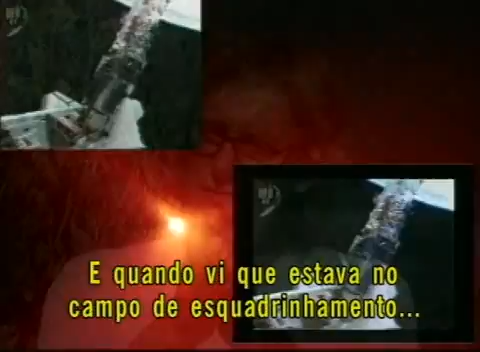 E quando vi que estava no
campo de esquadrinhamento...